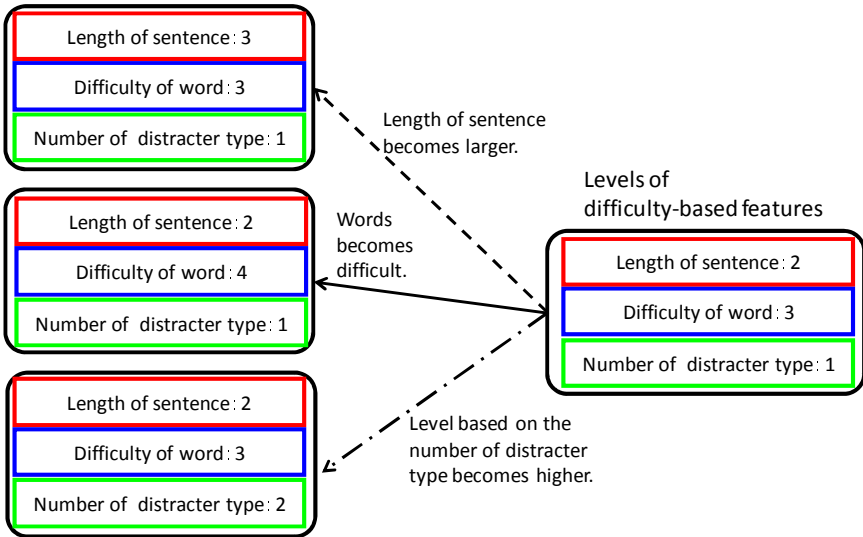 Length of sentence: 3
Difficulty of word: 3
Number of distracter type: 1
Length of sentence
becomes larger.
Length of sentence: 2
Difficulty of word: 4
Number of distracter type: 1
Words
becomes
difficult.
Levels of
difficulty-based features
Length of sentence: 2
Difficulty of word: 3
Number of distracter type: 1
Length of sentence: 2
Difficulty of word: 3
Number of distracter type: 2
Level based on the
number of distracter
type becomes higher.